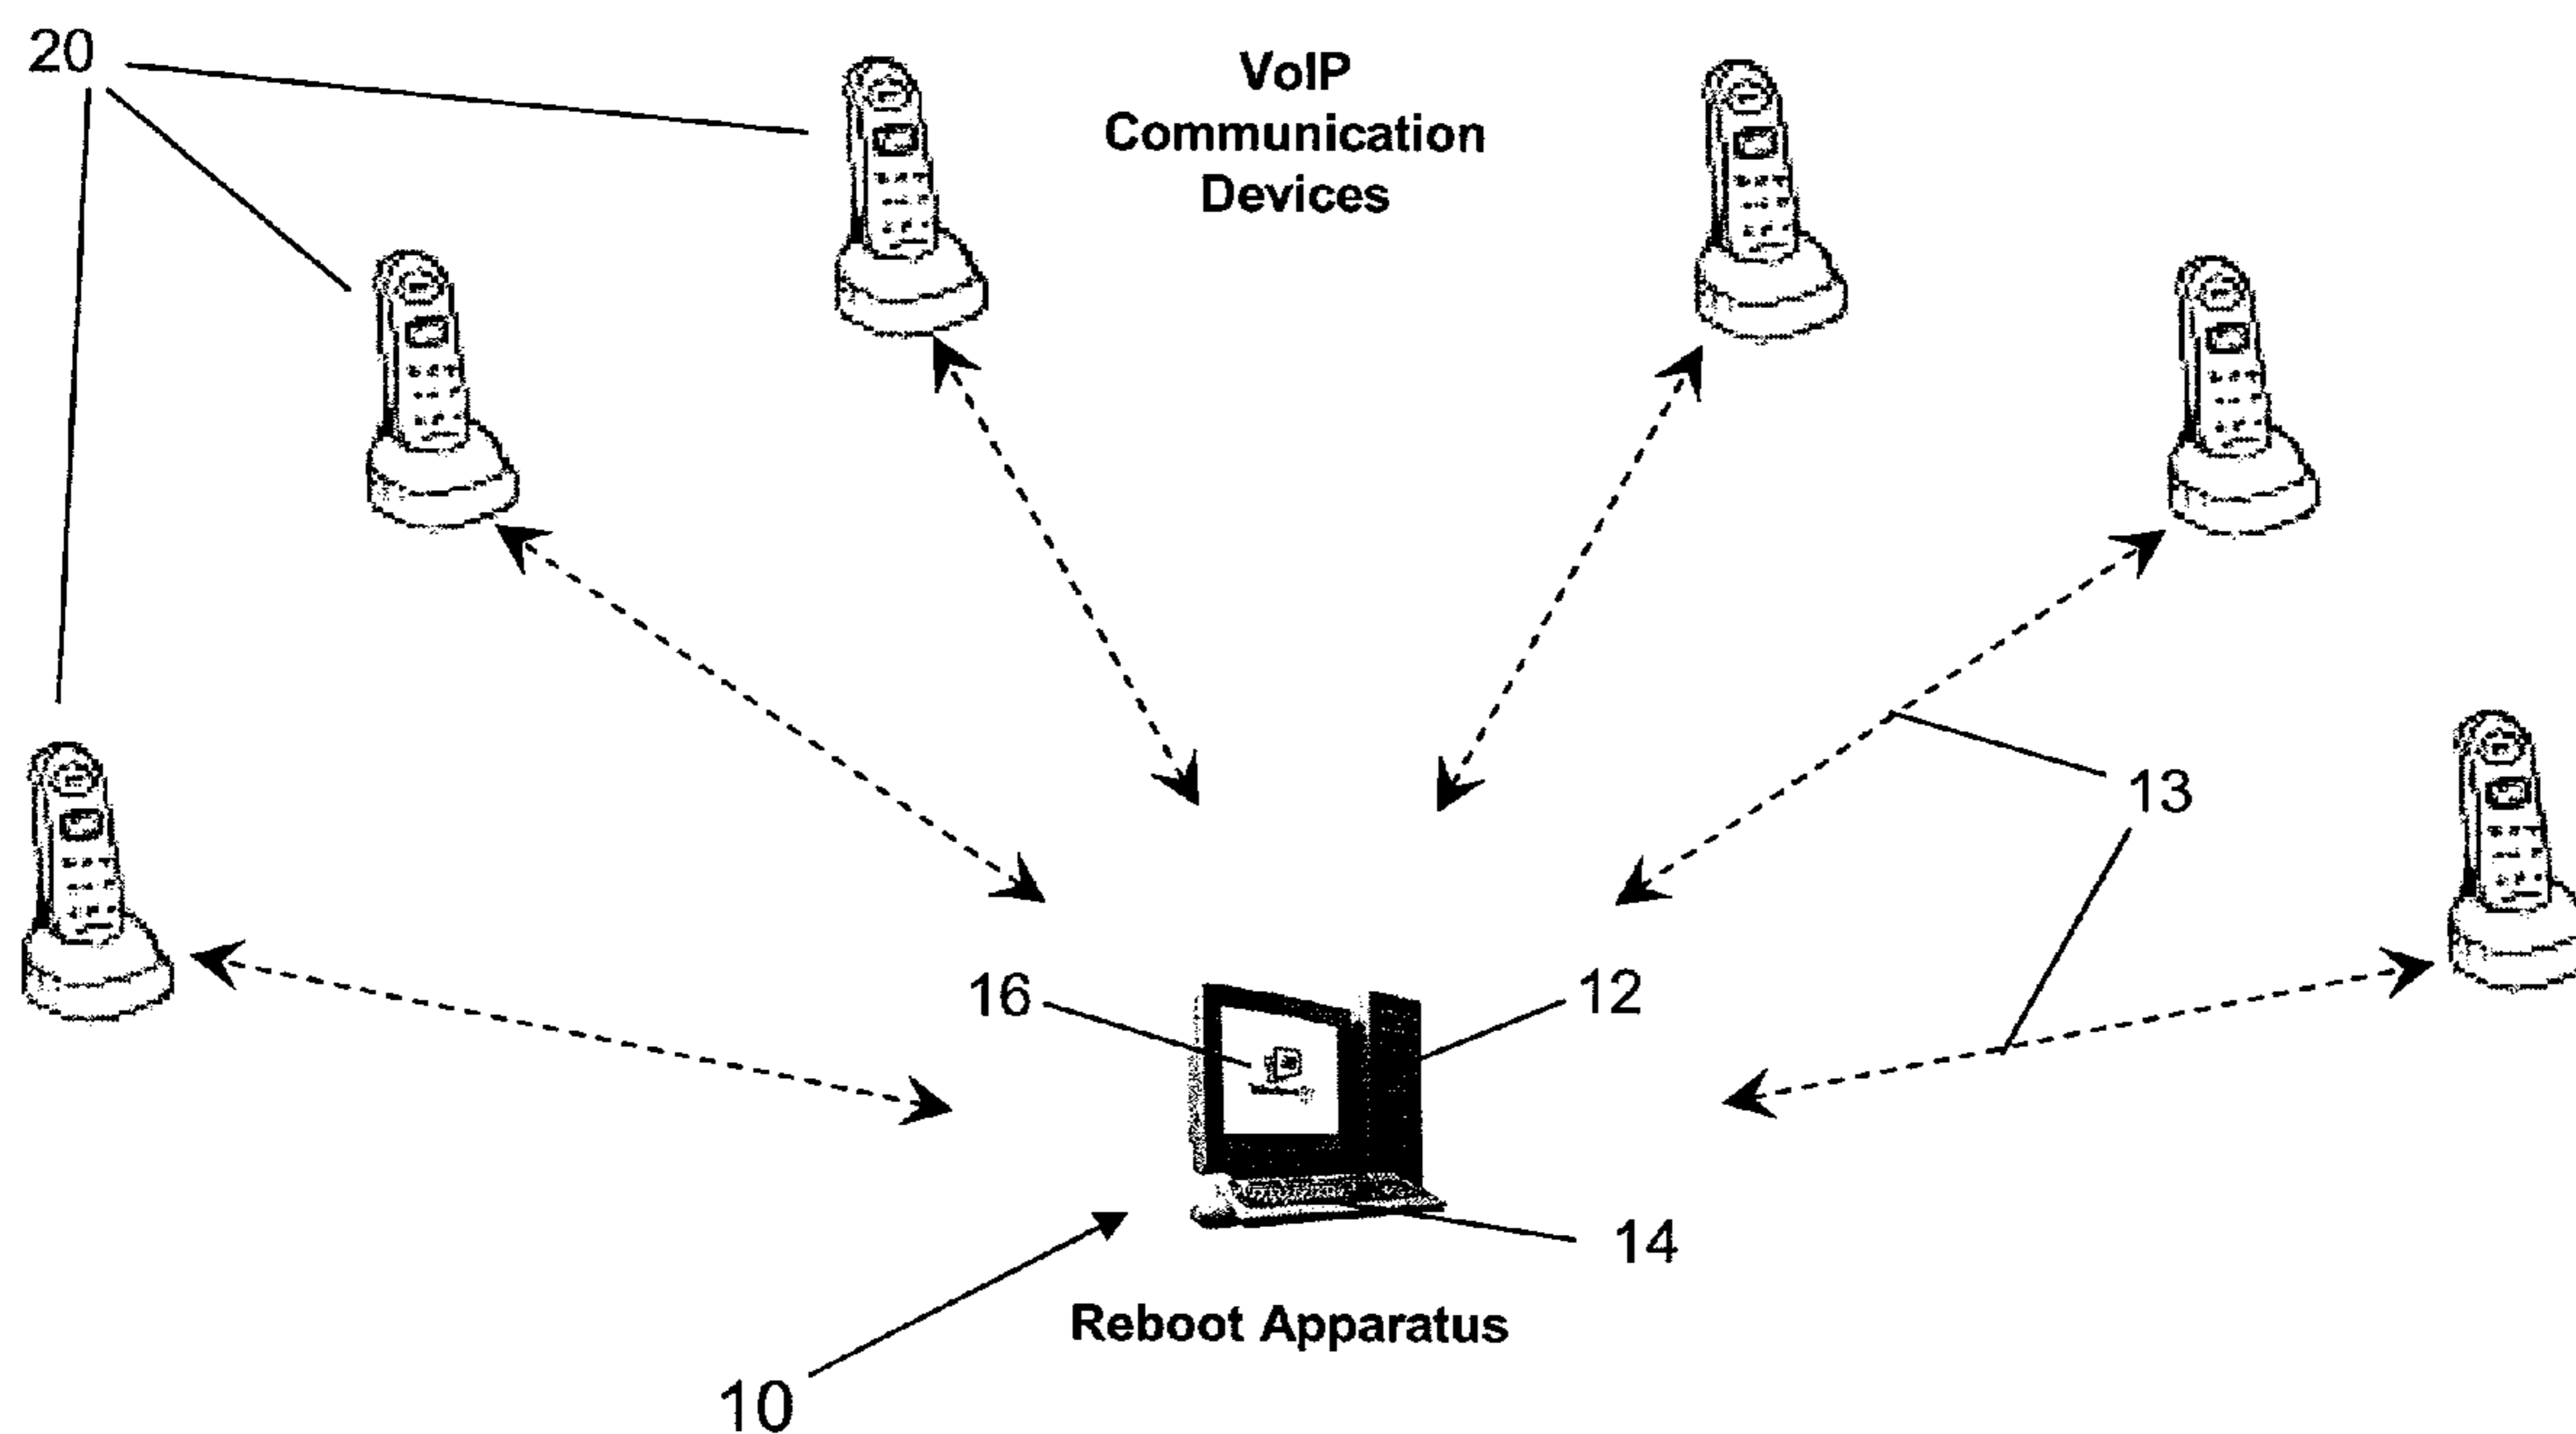 20
VoIP
Communication
Devices
13
16
12
14
Reboot Apparatus
10